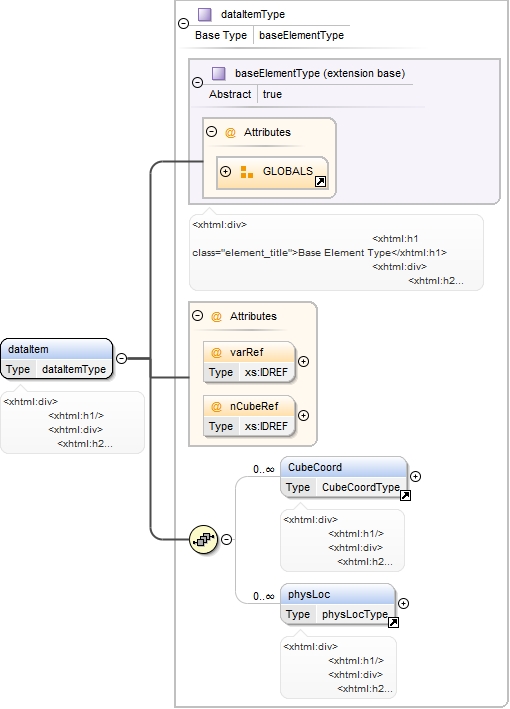 dataItemType
Base Type baseElementType
baseElementType (extension base)
Abstract true
@ Attributes
GLOBALS
<xhtml:div>
<xhtml:h1
class="element_title">Base Element Type</xhtml:h1>
<xhtml:div>
<xhtml:h2...
@ Attributes
@ varRef
Type xs:IDREF
@ nCubeRef
Type xs:IDREF
dataItem
Type dataItemType
<xhtml:div>
<xhtml:h1/>
<xhtml:div>
<xhtml:h2...
0..∞
CubeCoord
Type CubeCoordType
<xhtml:div>
<xhtml:h1/>
<xhtml:div>
<xhtml:h2...
0..∞
physLoc
Type physLocType
<xhtml:div>
<xhtml:h1/>
<xhtml:div>
<xhtml:h2...